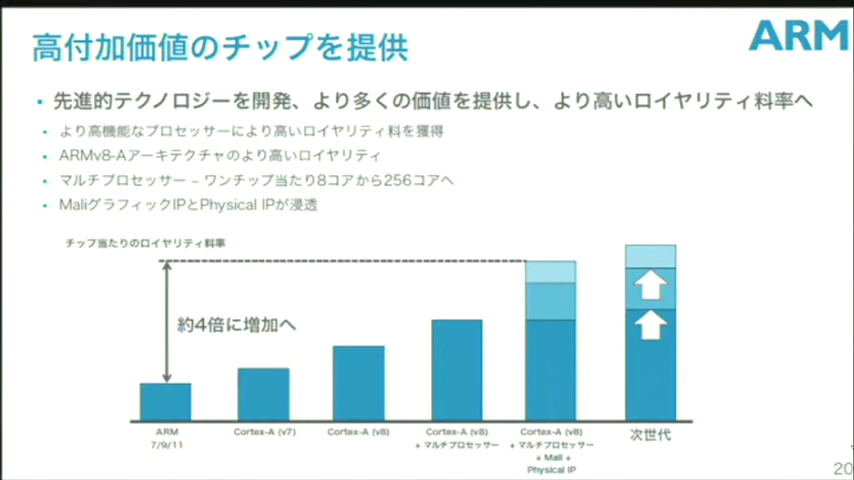 ARM
高付加価値のチップを提供
先進的テクノロジーを開発、より多くの価値を提供し、より高いロイヤリティ料率へ
より高機能なプロセッサーにより高いロイヤリティ料を獲得
ARMv8-Aアーキテクチャのより高いロイヤリティ
マルチプロセッサー – ワンチップ当たり8コアから256コアへ
MaliグラフィックIPとPhysical IPが浸透
チップ当たりのロイヤリティ料率
約4倍に増加へ
ARM
7/9/11
Cortex-A (v7)
Cortex-A (v8)
Cortex-A (v8)
+ マルチプロセッサー
Cortex-A (v8)
+ マルチプロセッサー
+ Mali +
Physical IP
次世代
20